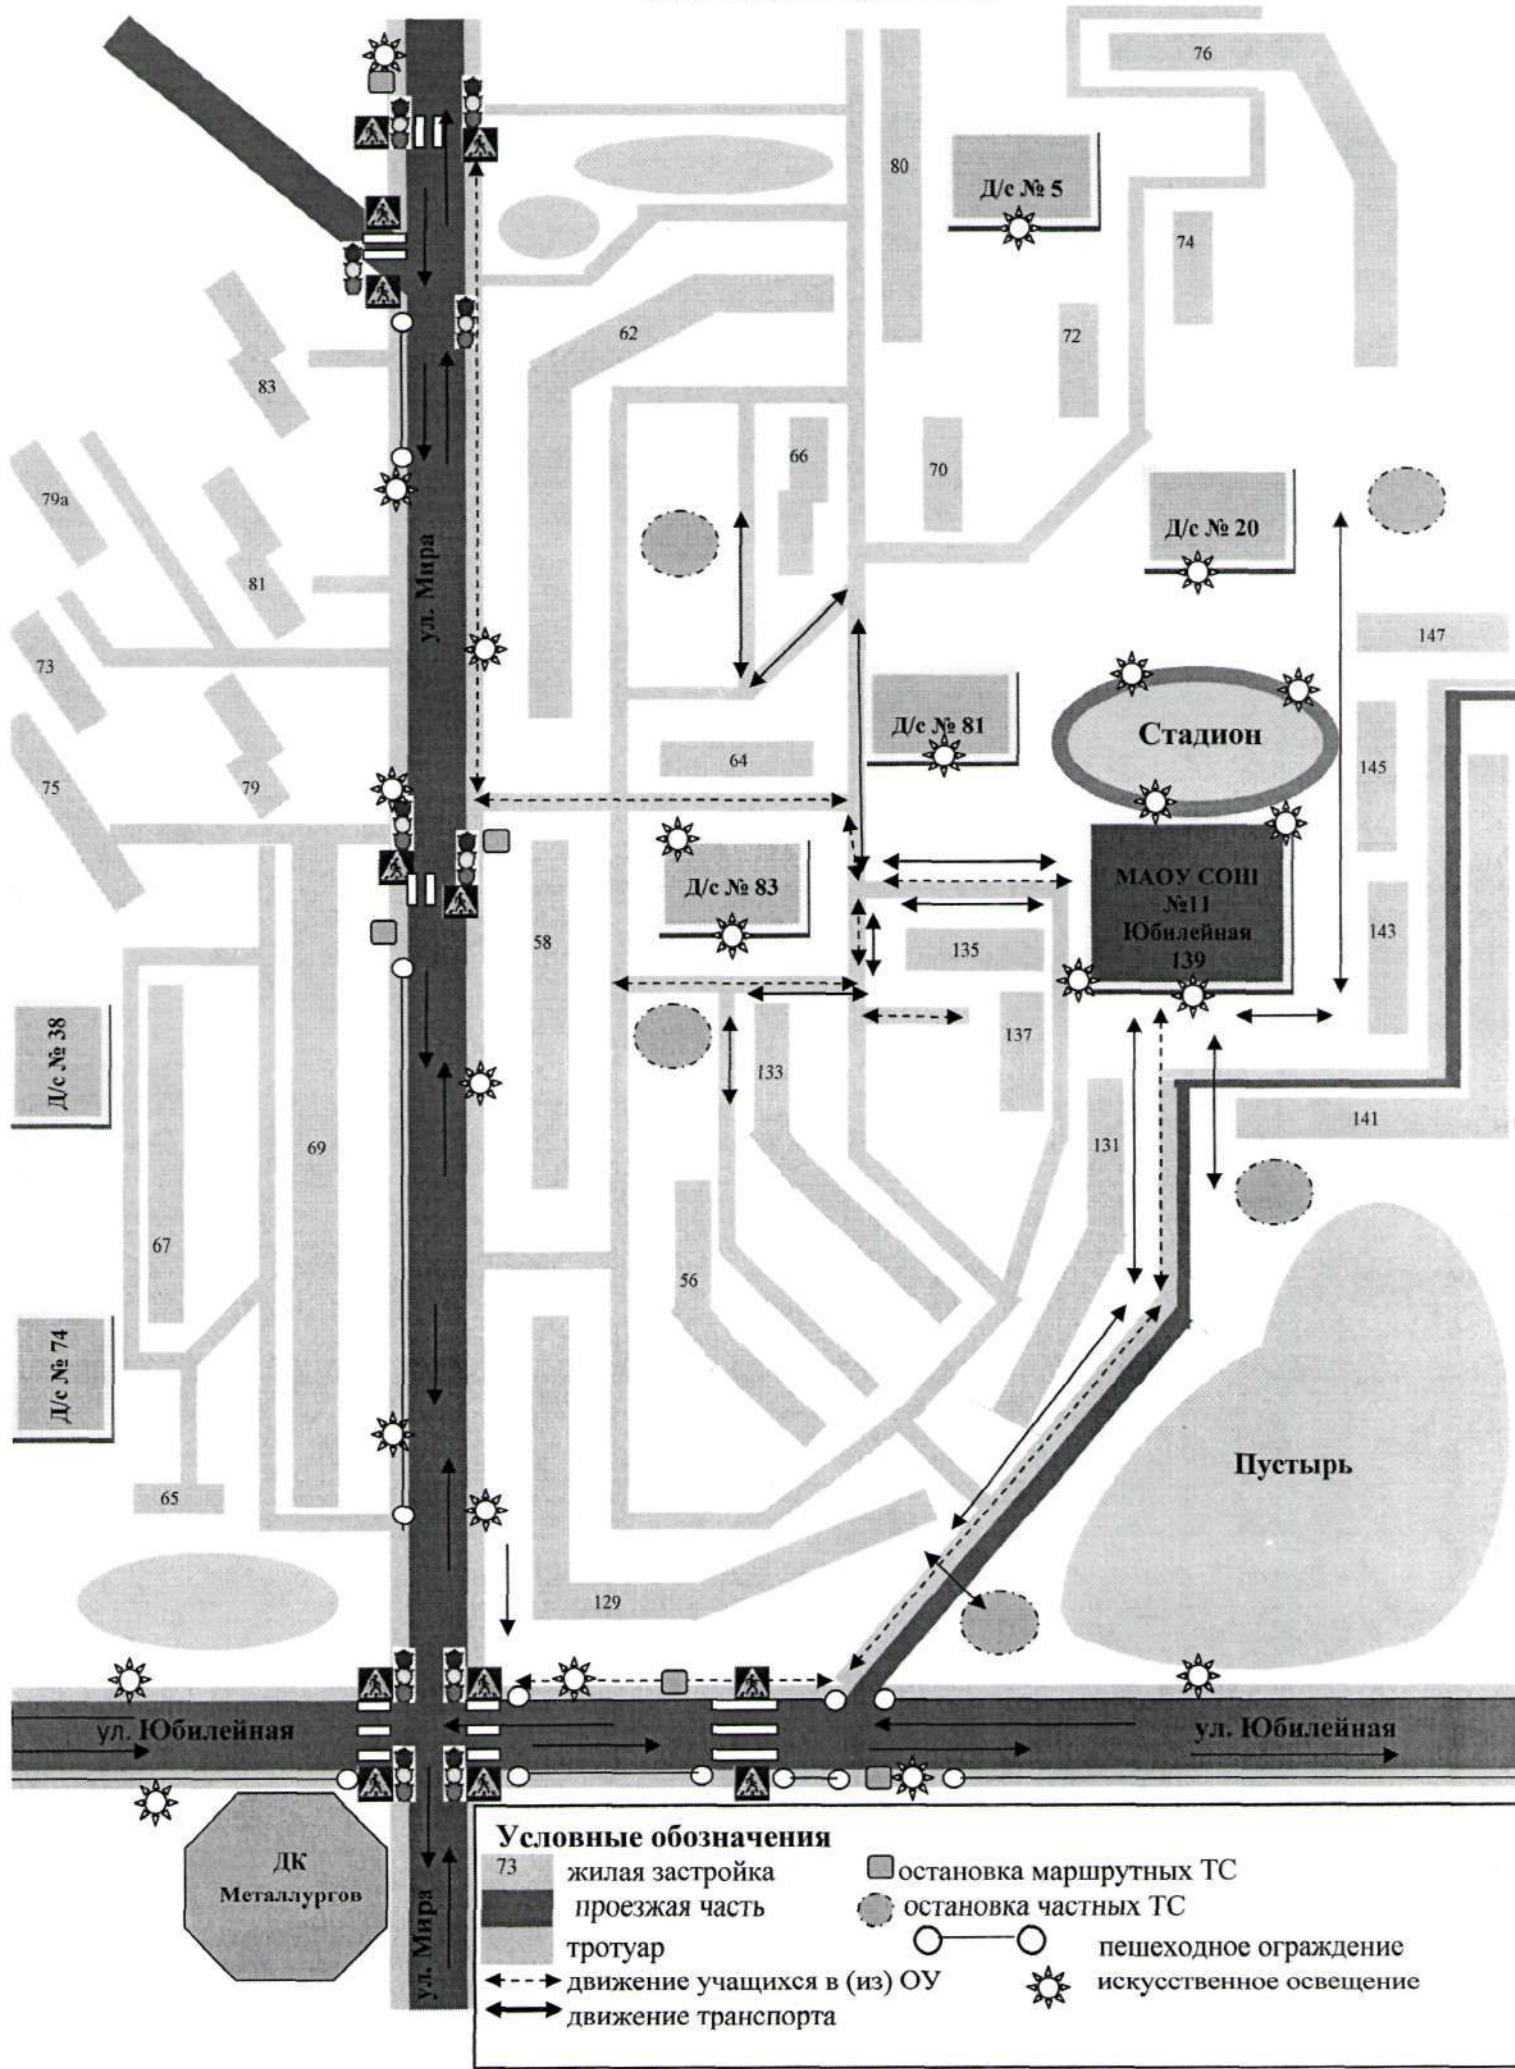 76
80
Д/с № 5
74
62
72
83
66
70
79а
Д/с № 20
81
ул. Мира
147
73
Д/с № 81
Стадион
64
75
79
145
Д/с № 83
МАОУ СОШ
№11
Юбилейная
139
58
135
143
Д/с № 38
137
133
69
141
131
67
56
Д/с № 74
Пустырь
65
129
ул. Юбилейная
ул. Юбилейная
ДК
Металлургов
ул. Мира
Условные обозначения
73 жилая застройка
проезжая часть
тротуар
движение учащихся в (из) ОУ
движение транспорта
остановка маршрутных ТС
остановка частных ТС
пешеходное ограждение
искусственное освещение